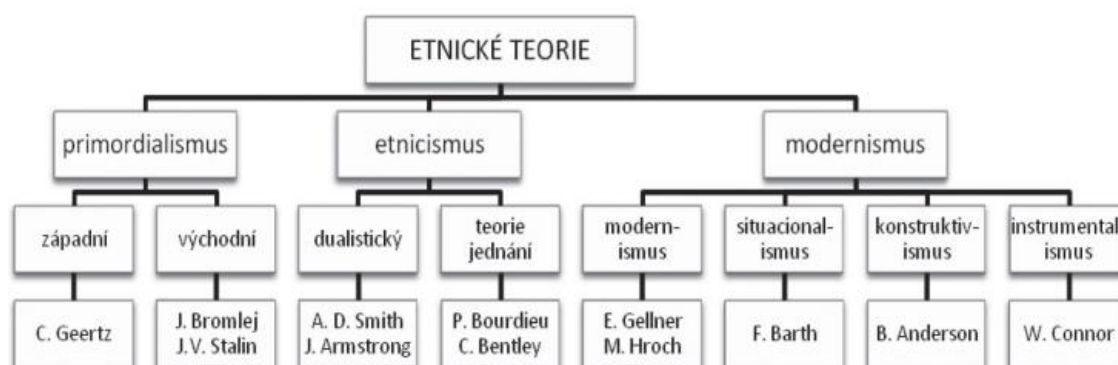 ETNICKÉ TEORIE
primordialismus
etnicismus
modernismus
západní
východní
dualistický
teorie
jednání
modern-
ismus
situacional-
ismus
konstruktiv-
ismus
instrumental
ismus
C. Geertz
J. Bromlej
J.V. Stalin
A. D. Smith
J. Armstrong
P. Bourdieu
C. Bentley
E. Gellner
M. Hroch
F. Barth
B. Anderson
W. Connor